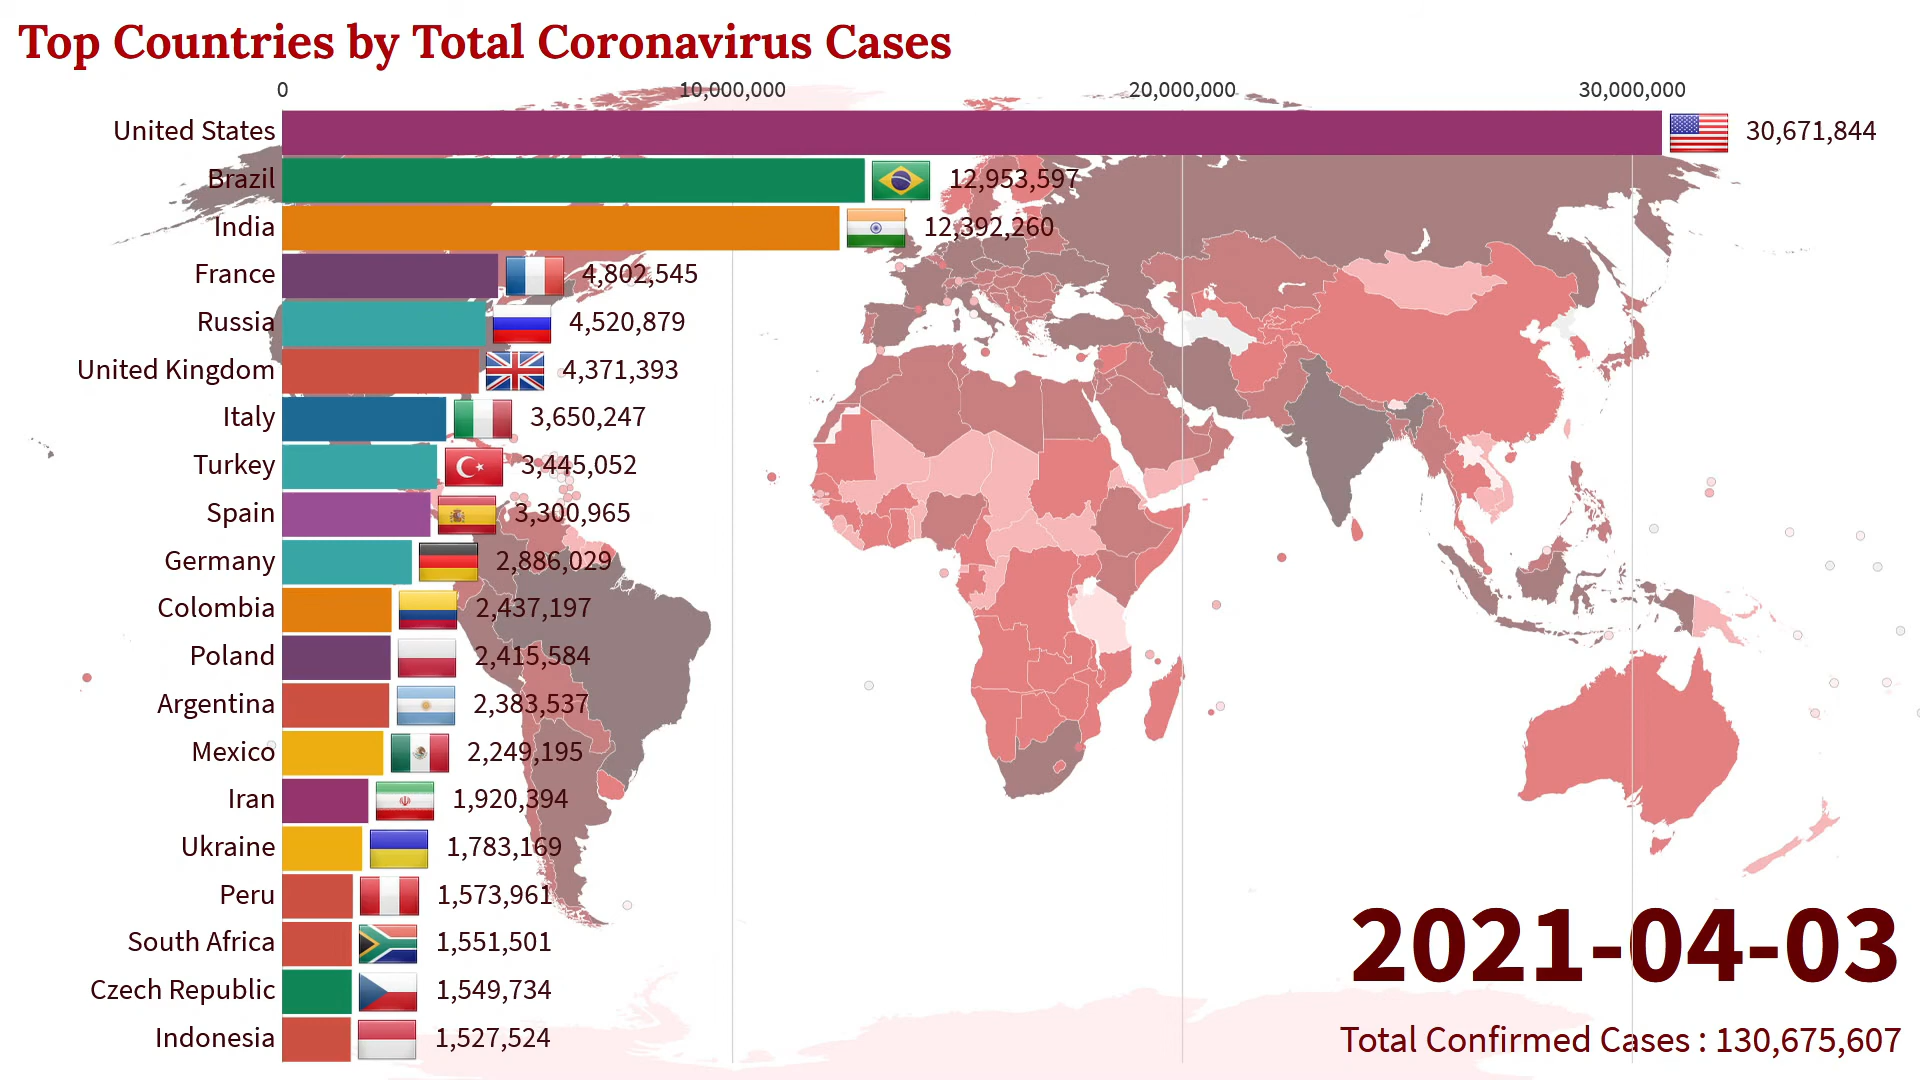 Top Countries by Total Coronavirus Cases
0 10,000,000 20,000,000 30,000,000
United States 30,671,844
Brazil 12,953,597
India 12,392,260
France 4,802,545
Russia 4,520,879
United Kingdom 4,371,393
Italy 3,650,247
Turkey 3,445,052
Spain 3,300,965
Germany 2,886,029
Colombia 2,437,197
Poland 2,415,584
Argentina 2,383,537
Mexico 2,249,195
Iran 1,920,394
Ukraine 1,783,169
Peru 1,573,961
South Africa 1,551,501
Czech Republic 1,549,734
Indonesia 1,527,524
2021-04-03
Total Confirmed Cases : 130,675,607